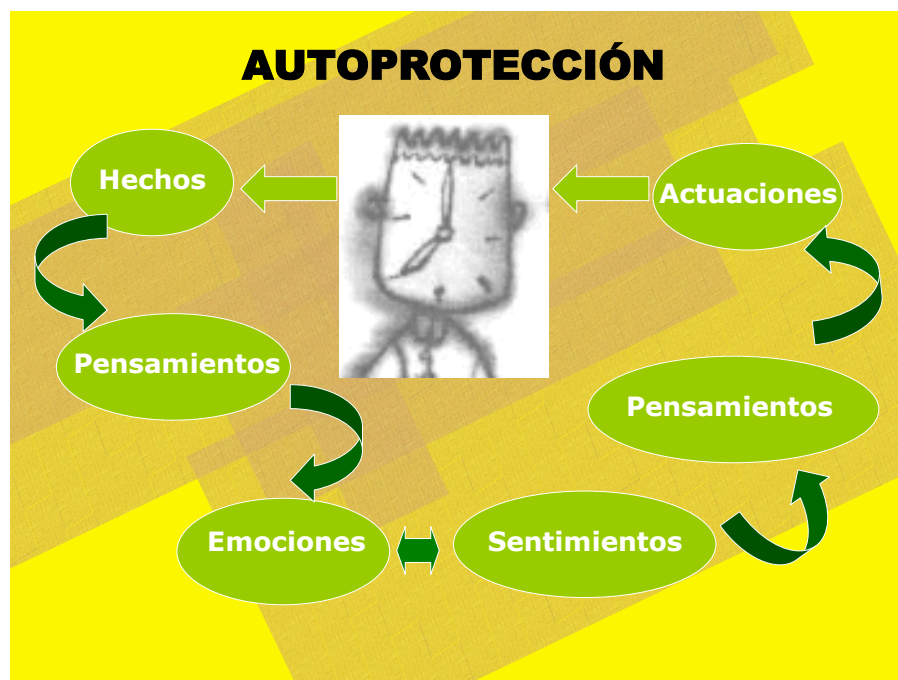 AUTOPROTECCIÓN
Hechos
Actuaciones
Pensamientos
Pensamientos
Emociones
Sentimientos